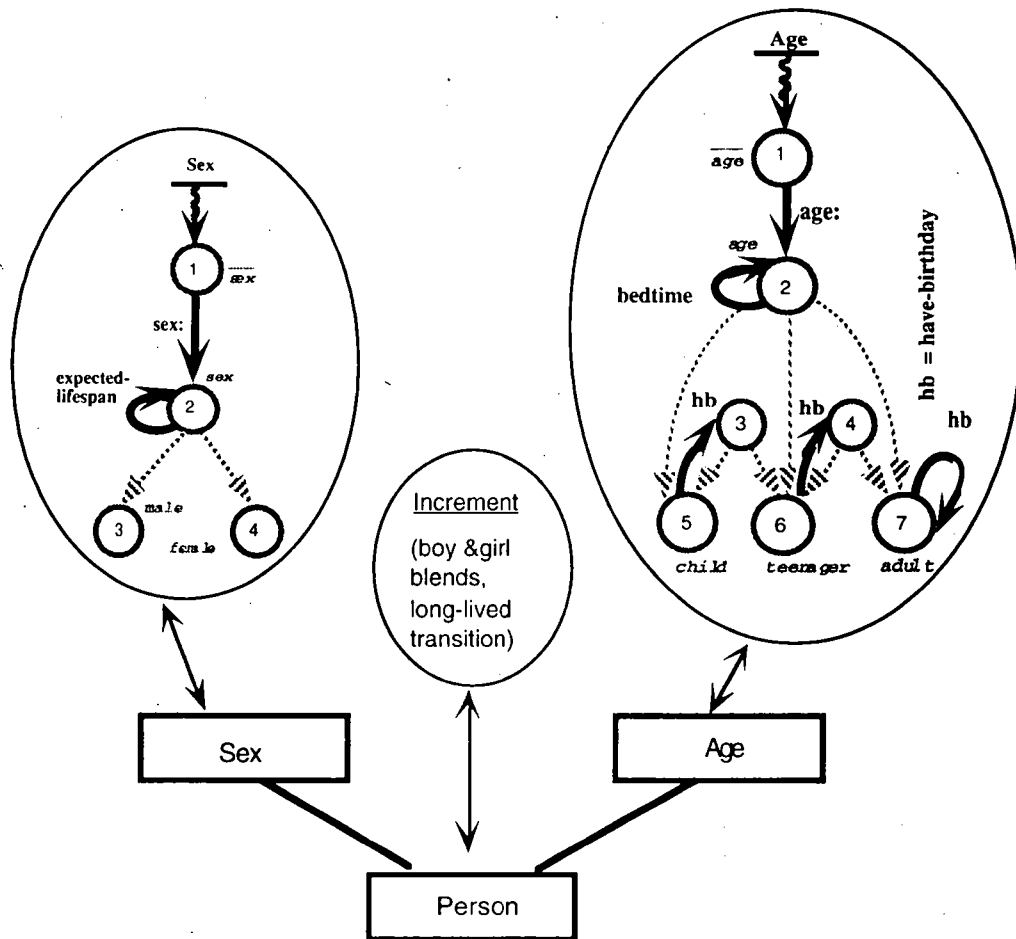 Sex
1
sex
sex:
expected-
lifespan
sex
2
3
male
female
4
Age
1
age
age:
age
bedtime
2
hb = have-birthday
hb
3
hb
4
hb
5
6
7
child
teenager
adult
Increment
(boy &girl
blends,
long-lived
transition)
Sex
Age
Person